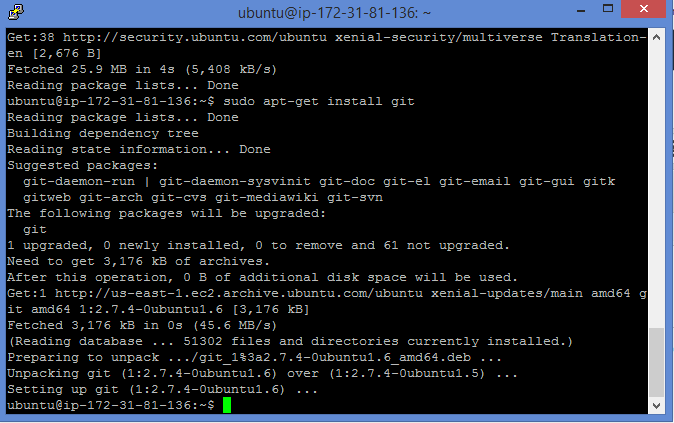 ubuntu@ip-172-31-81-136: ~
Get:38 http://security.ubuntu.com/ubuntu xenial-security/multiverse Translation-
en [2,676 B]
Fetched 25.9 MB in 4s (5,408 kB/s)
Reading package lists... Done
ubuntu@ip-172-31-81-136:~$ sudo apt-get install git
Reading package lists... Done
Building dependency tree
Reading state information... Done
Suggested packages:
  git-daemon-run | git-daemon-sysvinit git-doc git-el git-email git-gui gitk
  gitweb git-arch git-cvs git-mediawiki git-svn
The following packages will be upgraded:
  git
1 upgraded, 0 newly installed, 0 to remove and 61 not upgraded.
Need to get 3,176 kB of archives.
After this operation, 0 B of additional disk space will be used.
Get:1 http://us-east-1.ec2.archive.ubuntu.com/ubuntu xenial-updates/main amd64 g
it amd64 1:2.7.4-0ubuntu1.6 [3,176 kB]
Fetched 3,176 kB in 0s (45.6 MB/s)
(Reading database ... 51302 files and directories currently installed.)
Preparing to unpack .../git_1%3a2.7.4-0ubuntu1.6_amd64.deb ...
Unpacking git (1:2.7.4-0ubuntu1.6) over (1:2.7.4-0ubuntu1.5) ...
Setting up git (1:2.7.4-0ubuntu1.6) ...
ubuntu@ip-172-31-81-136:~$